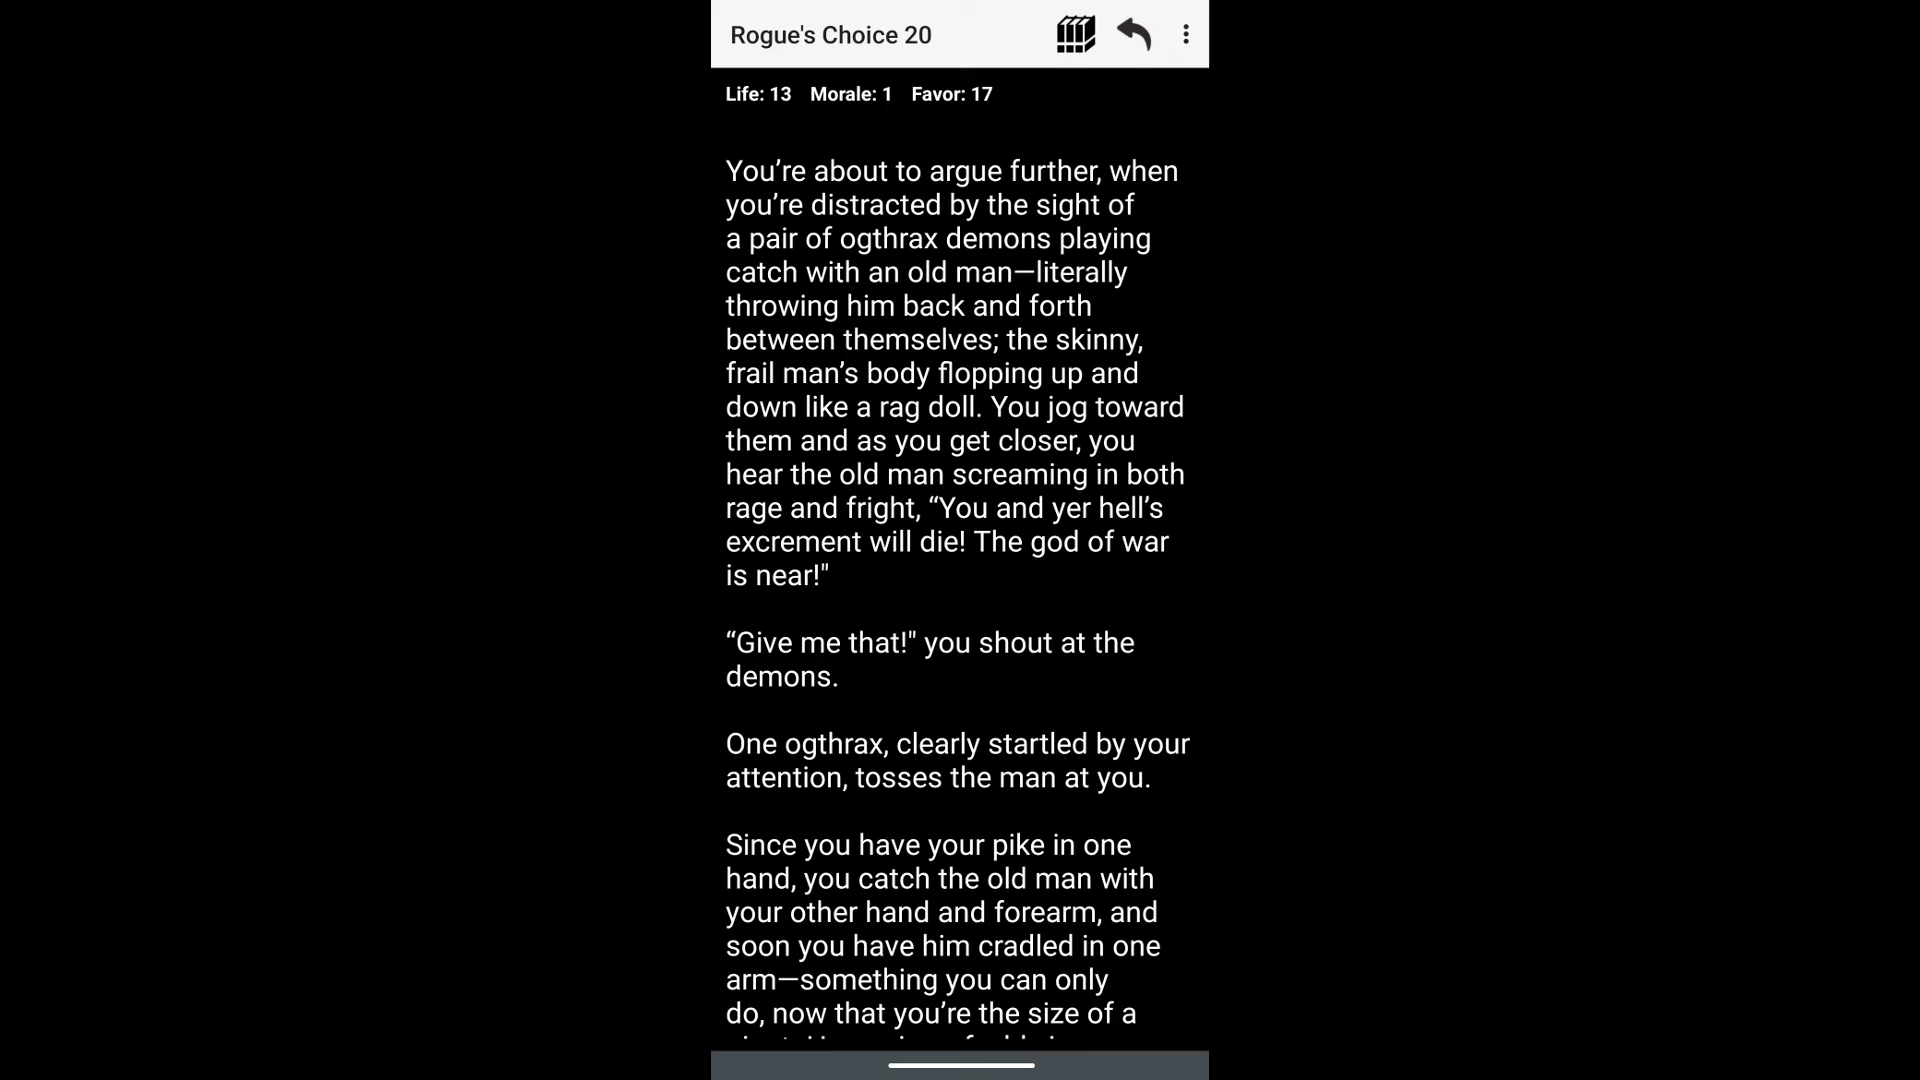 Rogue's Choice 20
Life: 13 Morale: 1 Favor: 17
You’re about to argue further, when
you’re distracted by the sight of
a pair of ogthrax demons playing
catch with an old man—literally
throwing him back and forth
between themselves; the skinny,
frail man’s body flopping up and
down like a rag doll. You jog toward
them and as you get closer, you
hear the old man screaming in both
rage and fright, “You and yer hell’s
excrement will die! The god of war
is near!"
“Give me that!" you shout at the
demons.
One ogthrax, clearly startled by your
attention, tosses the man at you.
Since you have your pike in one
hand, you catch the old man with
your other hand and forearm, and
soon you have him cradled in one
arm—something you can only
do, now that you’re the size of a